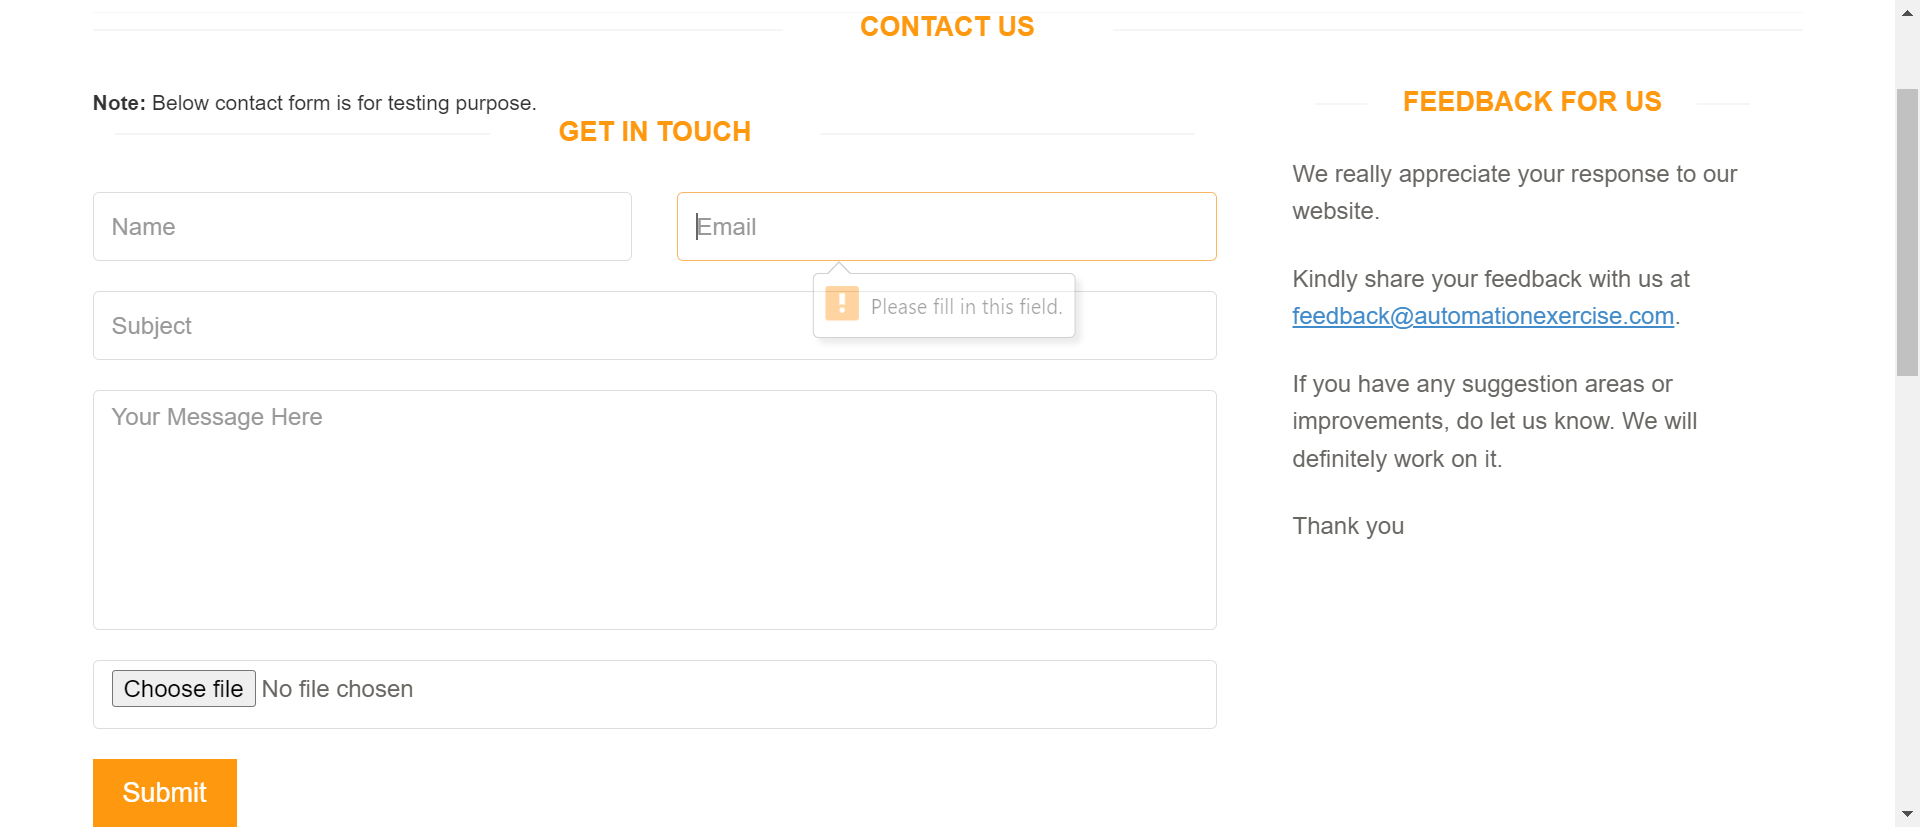 CONTACT US
Note: Below contact form is for testing purpose.
GET IN TOUCH
Name
Email
Please fill in this field.
Subject
Your Message Here
Choose file No file chosen
Submit
FEEDBACK FOR US
We really appreciate your response to our
website.
Kindly share your feedback with us at
feedback@automationexercise.com.
If you have any suggestion areas or
improvements, do let us know. We will
definitely work on it.
Thank you